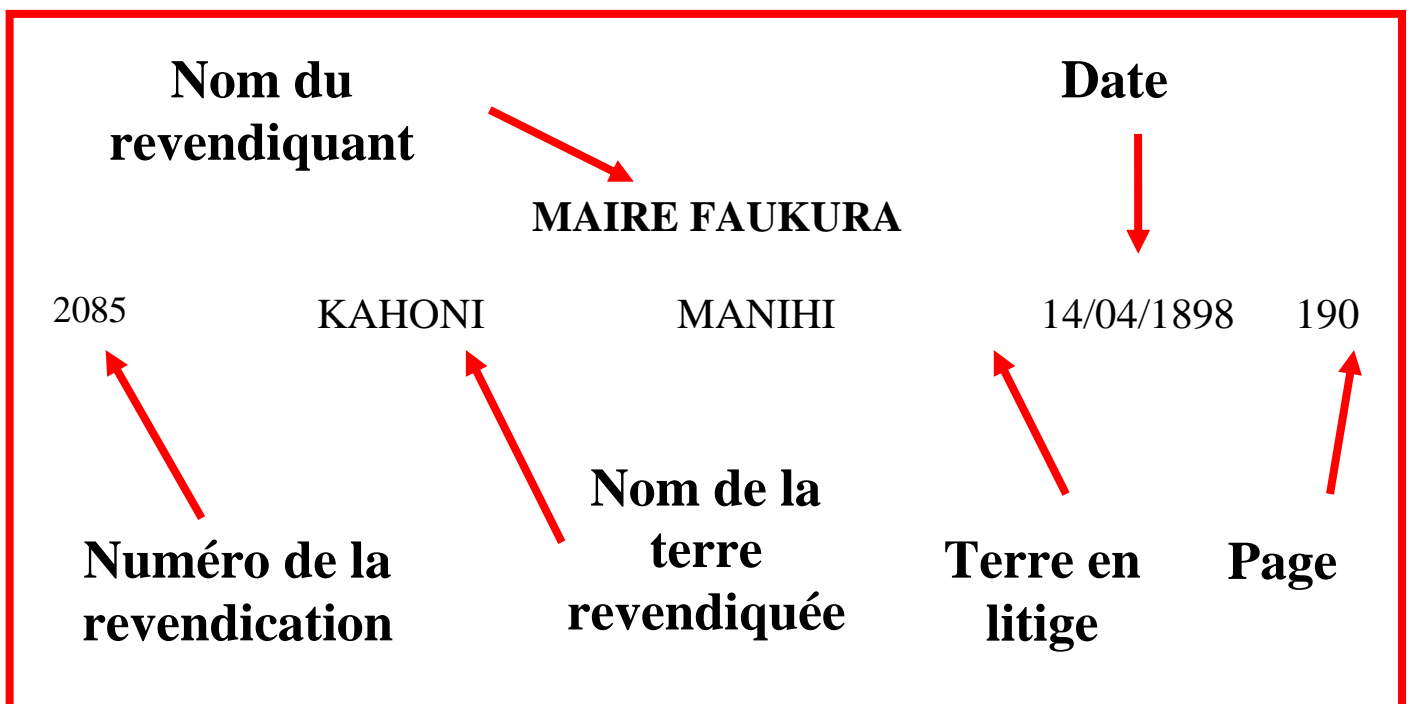 Nom du
revendiquant
Date
MAIRE FAUKURA
2085 KAHONI MANIHI 14/04/1898 190
Numéro de la
revendication
Nom de la
terre
revendiquée
Terre en
litige
Page